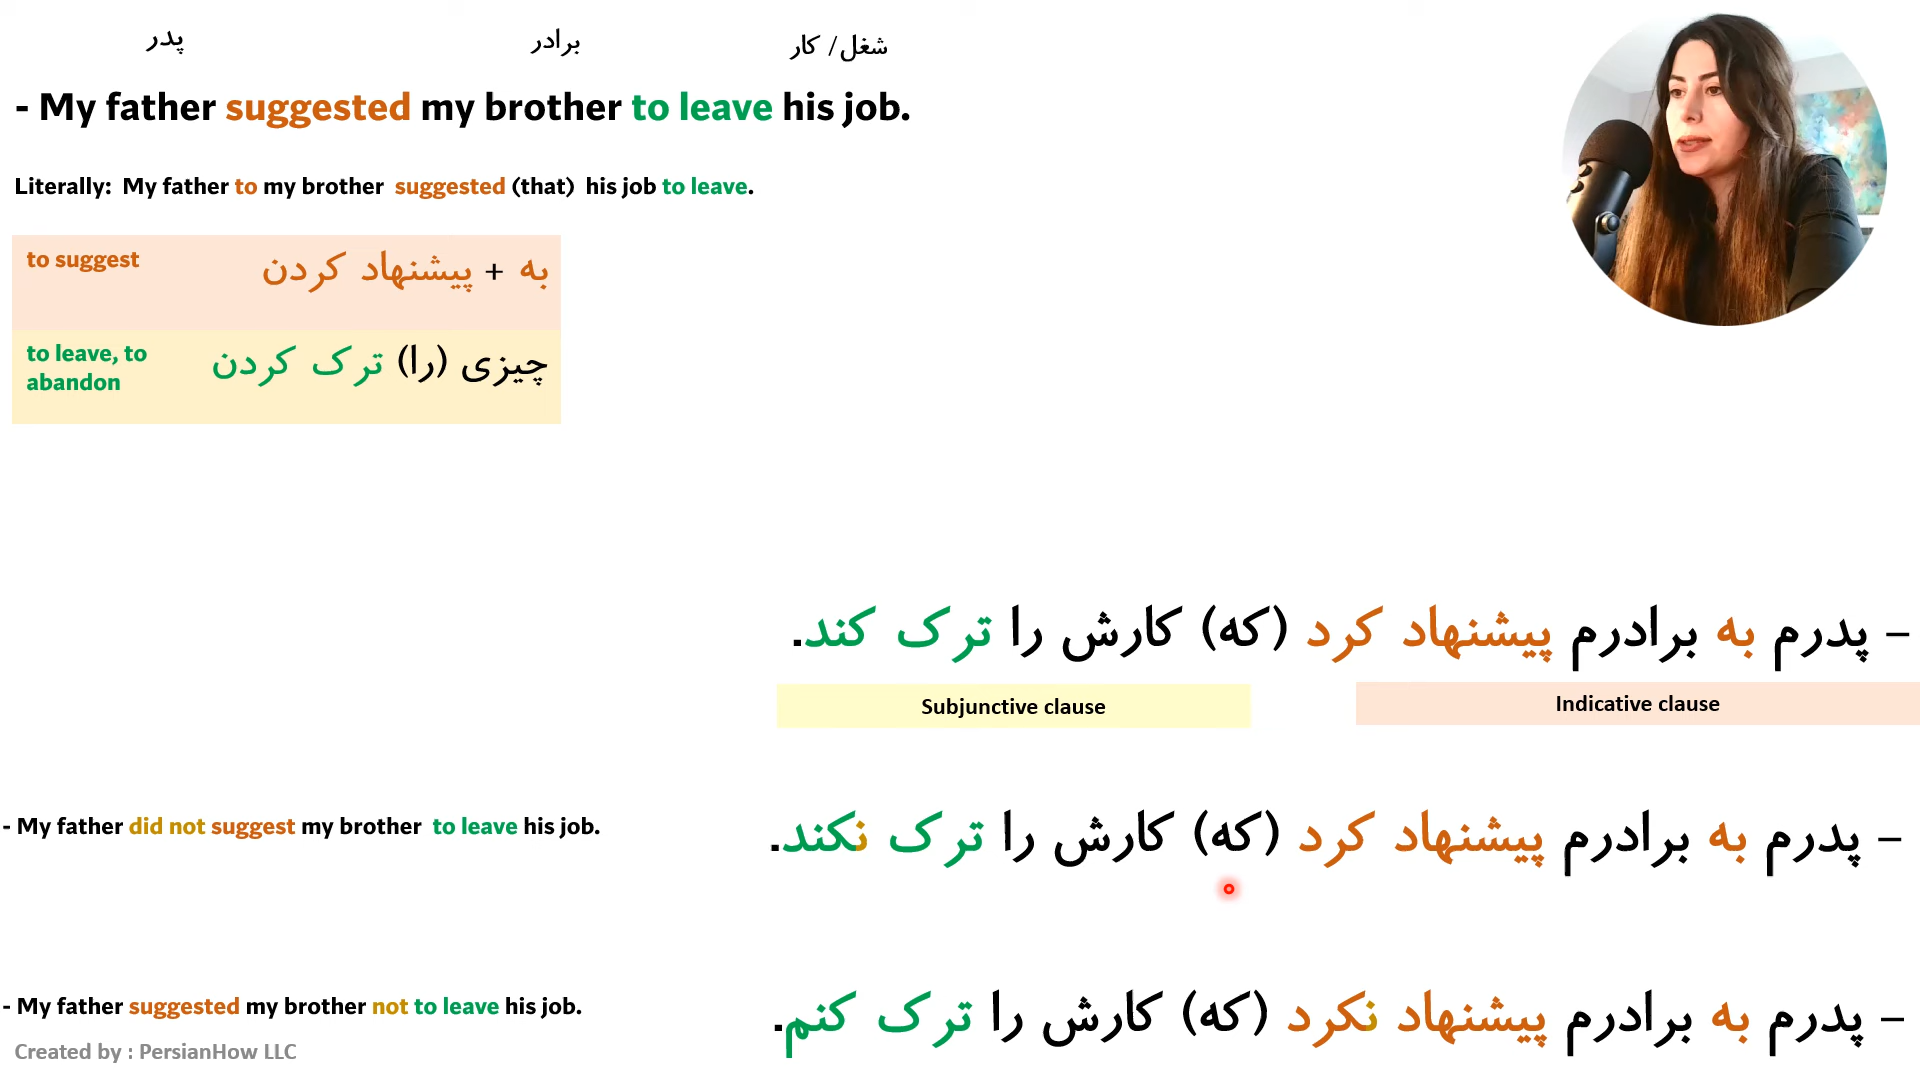 پدر
برادر
شغل / کار
- My father suggested my brother to leave his job.
Literally: My father to my brother suggested (that) his job to leave.
to suggest
به + پیشنهاد کردن
to leave, to abandon
چیزی (را) ترک کردن
– پدرم به برادرم پیشنهاد کرد (که) کارش را ترک کند.
Subjunctive clause
Indicative clause
- My father did not suggest my brother to leave his job.
– پدرم به برادرم پیشنهاد کرد (که) کارش را ترک نکند.
- My father suggested my brother not to leave his job.
– پدرم به برادرم پیشنهاد نکرد (که) کارش را ترک کنم.
Created by : PersianHow LLC